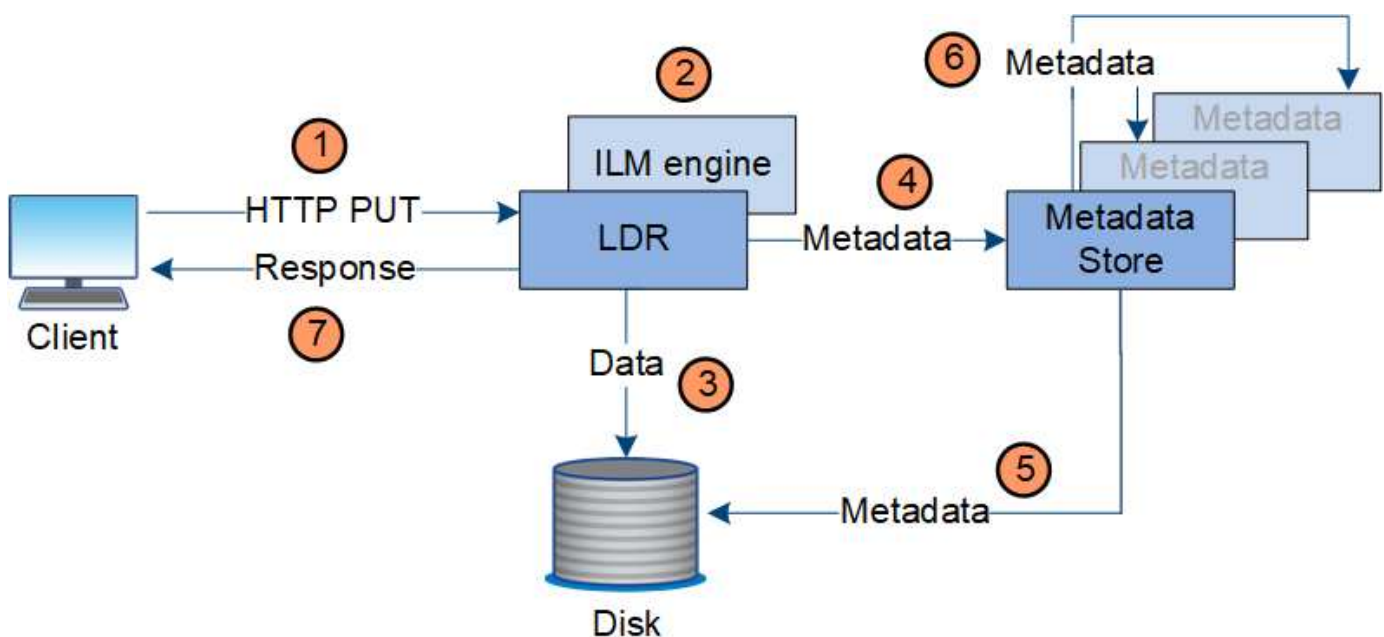 1
HTTP PUT
Response
7
Client
2
ILM engine
LDR
Data
3
Disk
4
Metadata
6
Metadata
Metadata
Metadata
Metadata
Store
5
Metadata